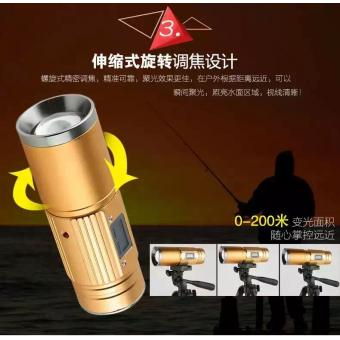 3.
伸缩式旋转调焦设计
螺旋式精密调焦，精准可靠，聚光效果更佳，在户外根据距离远近，可以
瞬间聚光，照亮水面区域，视线清晰！
0-200米 变光面积
随心掌控远近